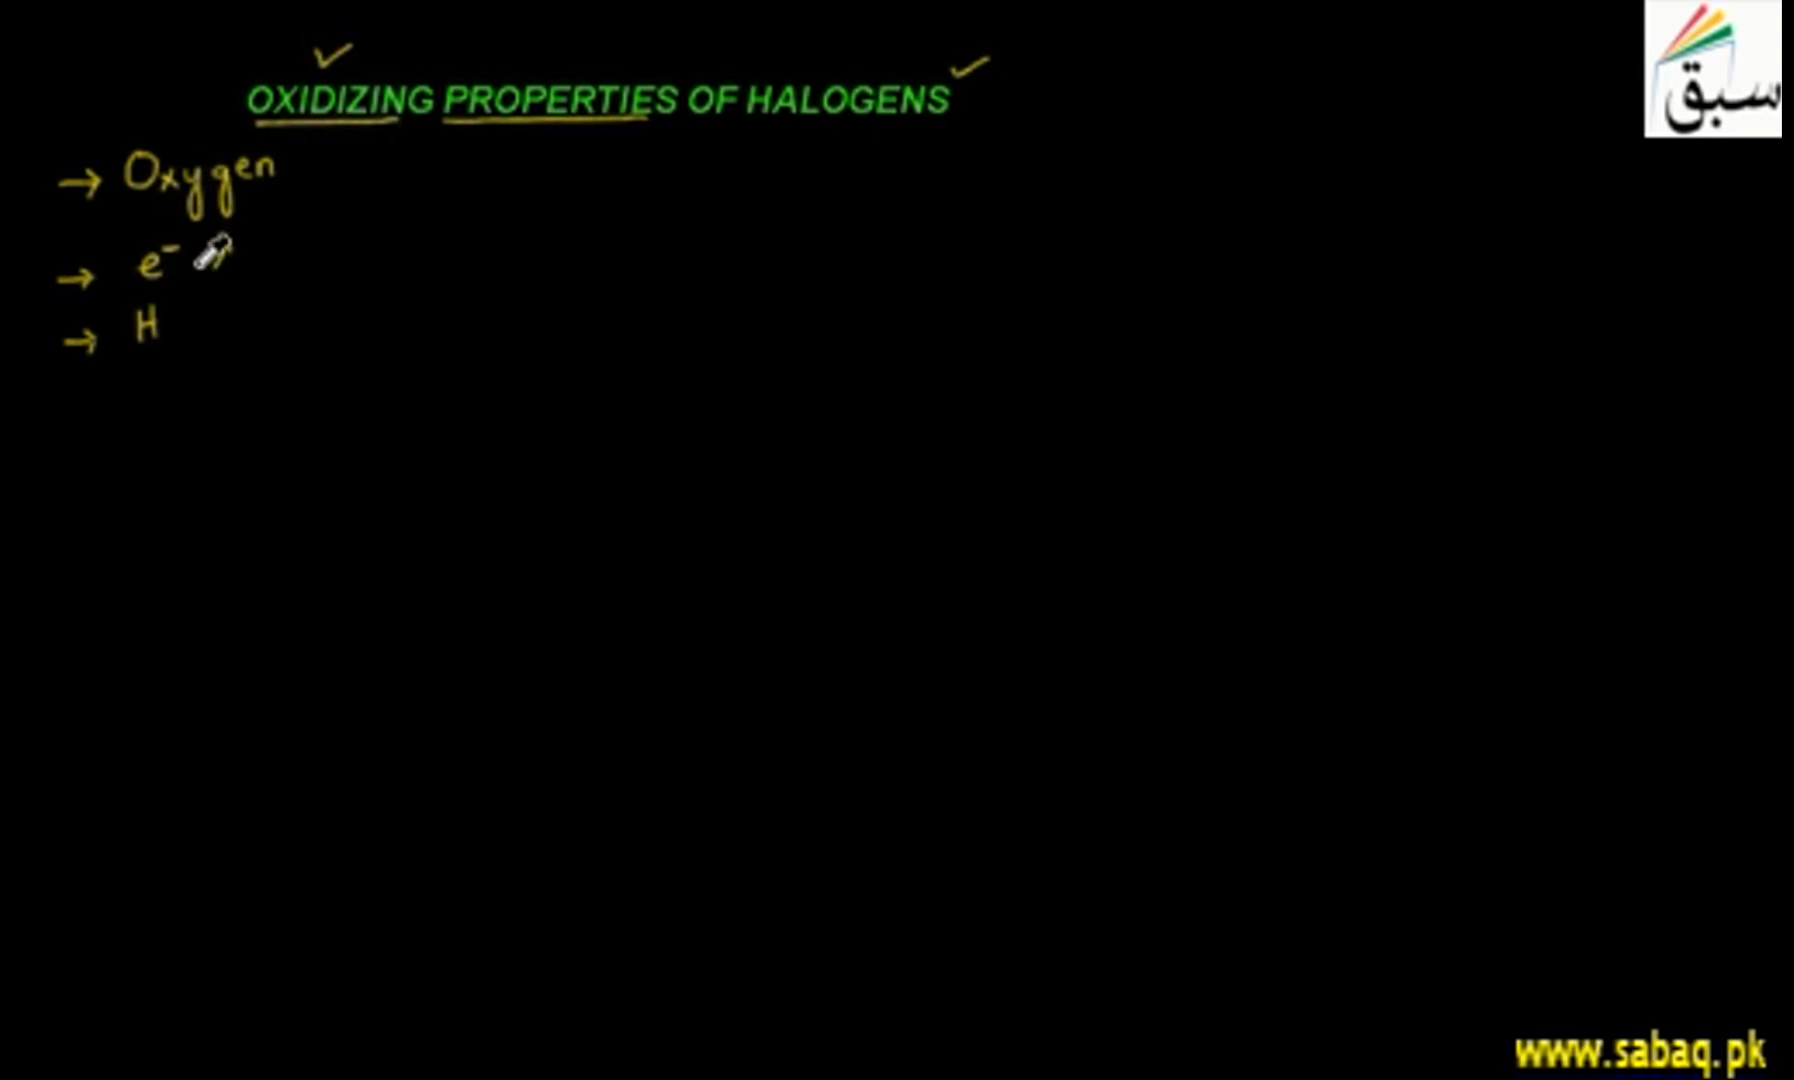 سبق
OXIDIZING PROPERTIES OF HALOGENS
→ Oxygen
→ e⁻
→ H
www.sabaq.pk